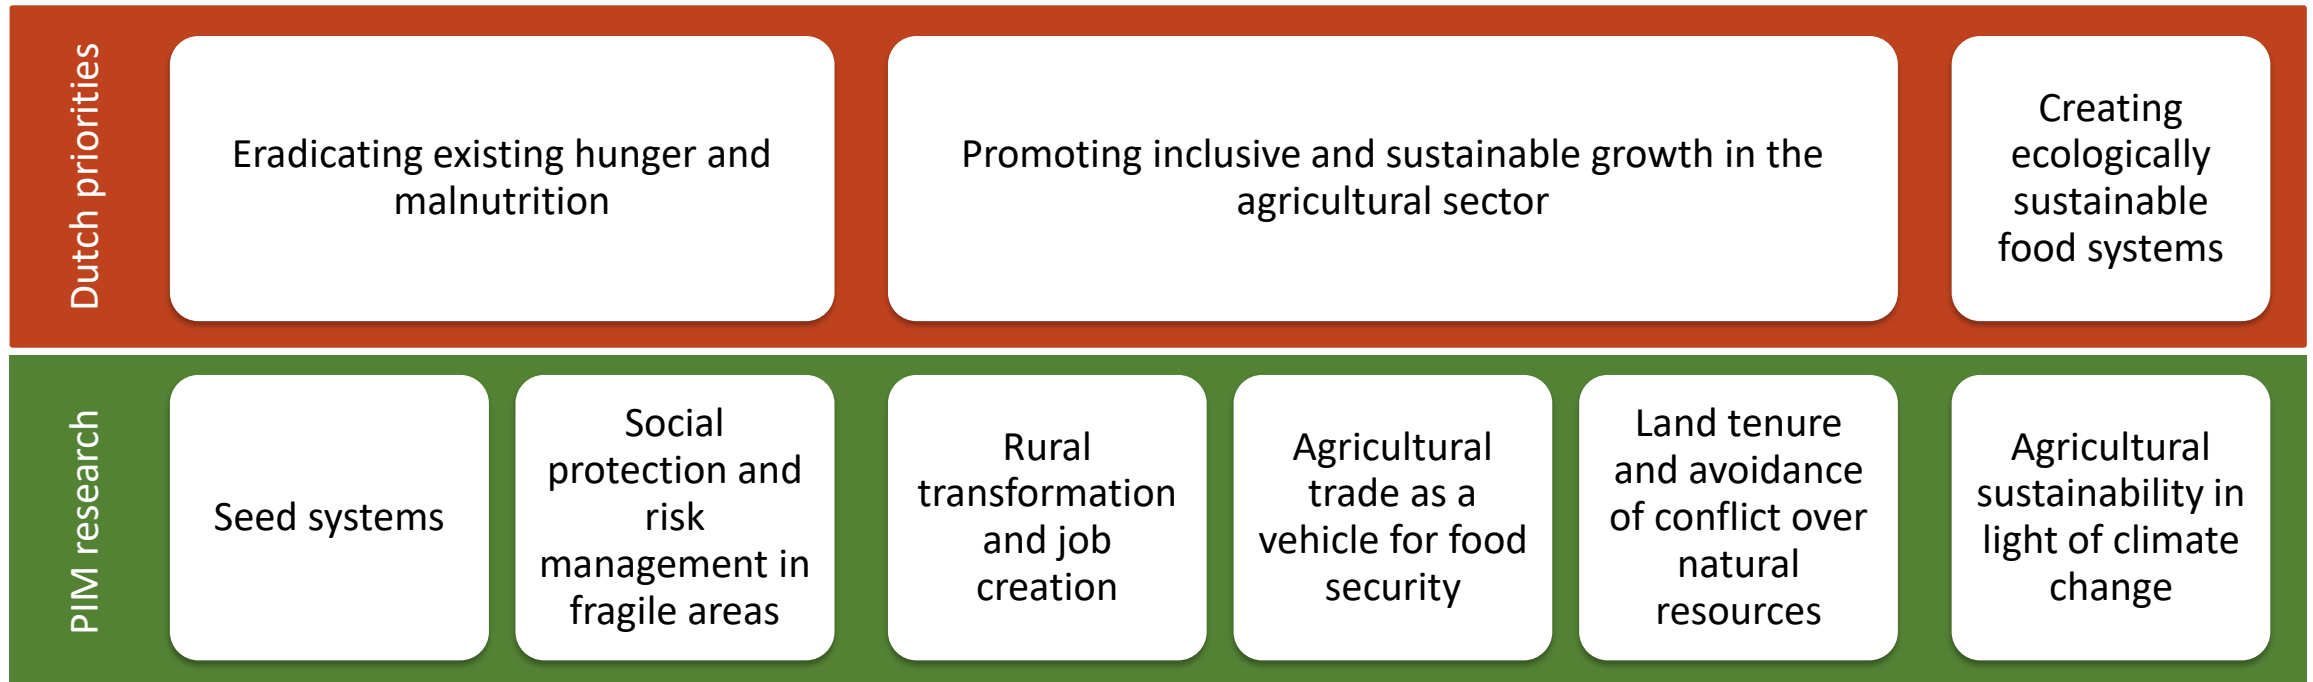 Dutch priorities
Eradicating existing hunger and
malnutrition
Promoting inclusive and sustainable growth in the
agricultural sector
Creating
ecologically
sustainable
food systems
PIM research
Seed systems
Social
protection and
risk
management in
fragile areas
Rural
transformation
and job
creation
Agricultural
trade as a
vehicle for food
security
Land tenure
and avoidance
of conflict over
natural
resources
Agricultural
sustainability in
light of climate
change